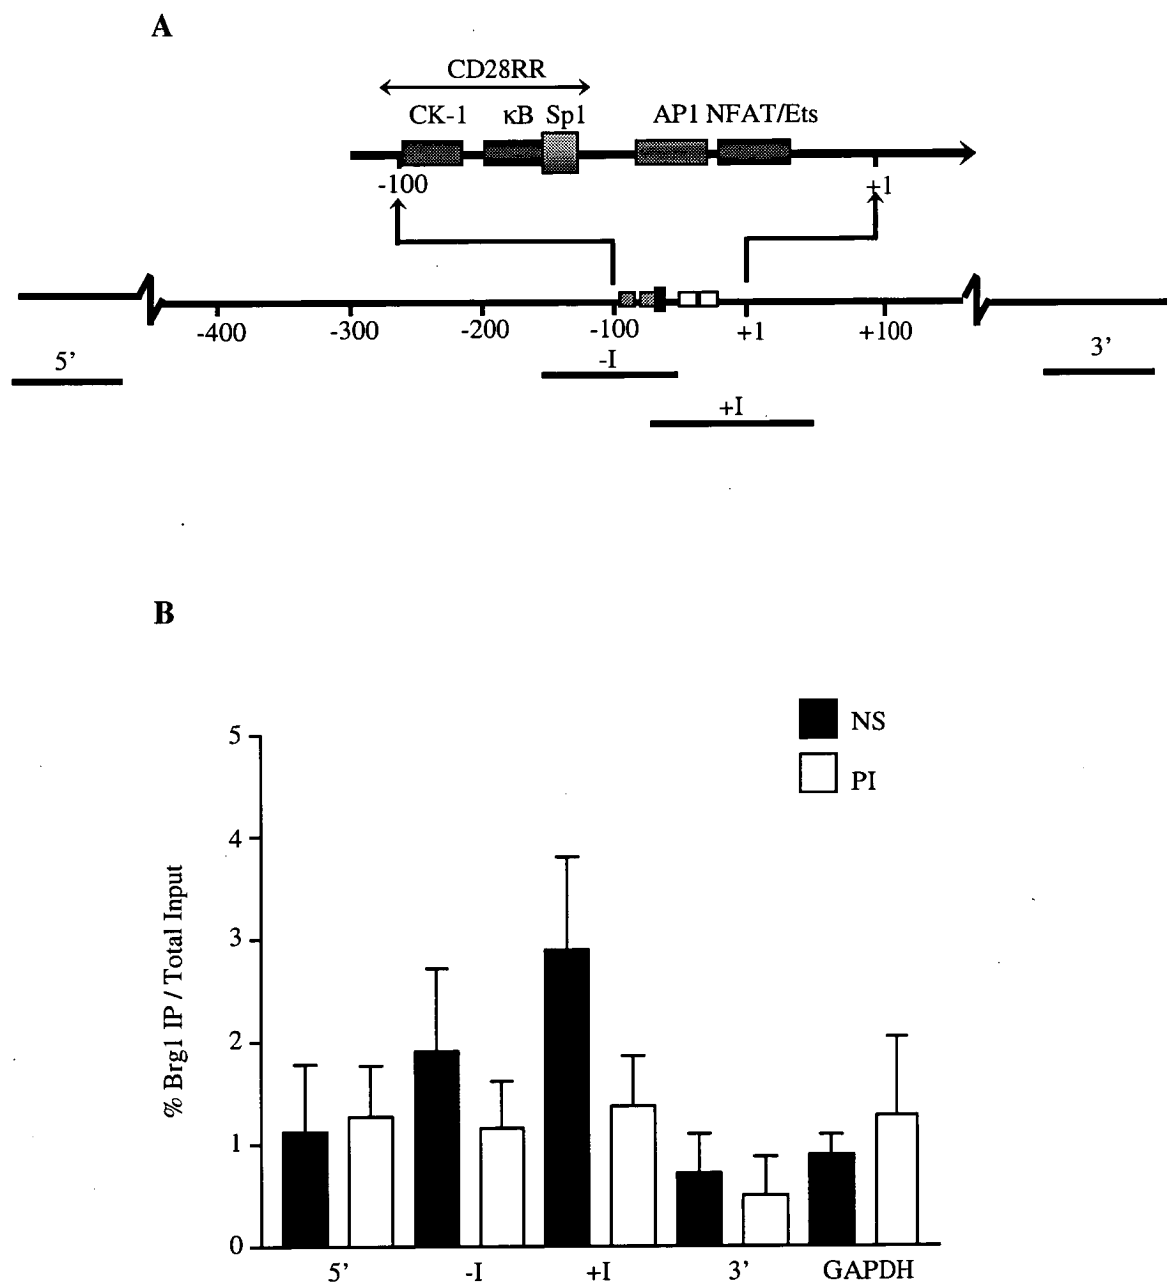 A
CD28RR
CK-1 κB Sp1 AP1 NFAT/Ets
-100 +1
-400 -300 -200 -100 +1 +100
5’ -I 3’
+I
B
NS
PI
% Brg1 IP / Total Input
5
4
3
2
1
0
5’ -I +I 3’ GAPDH